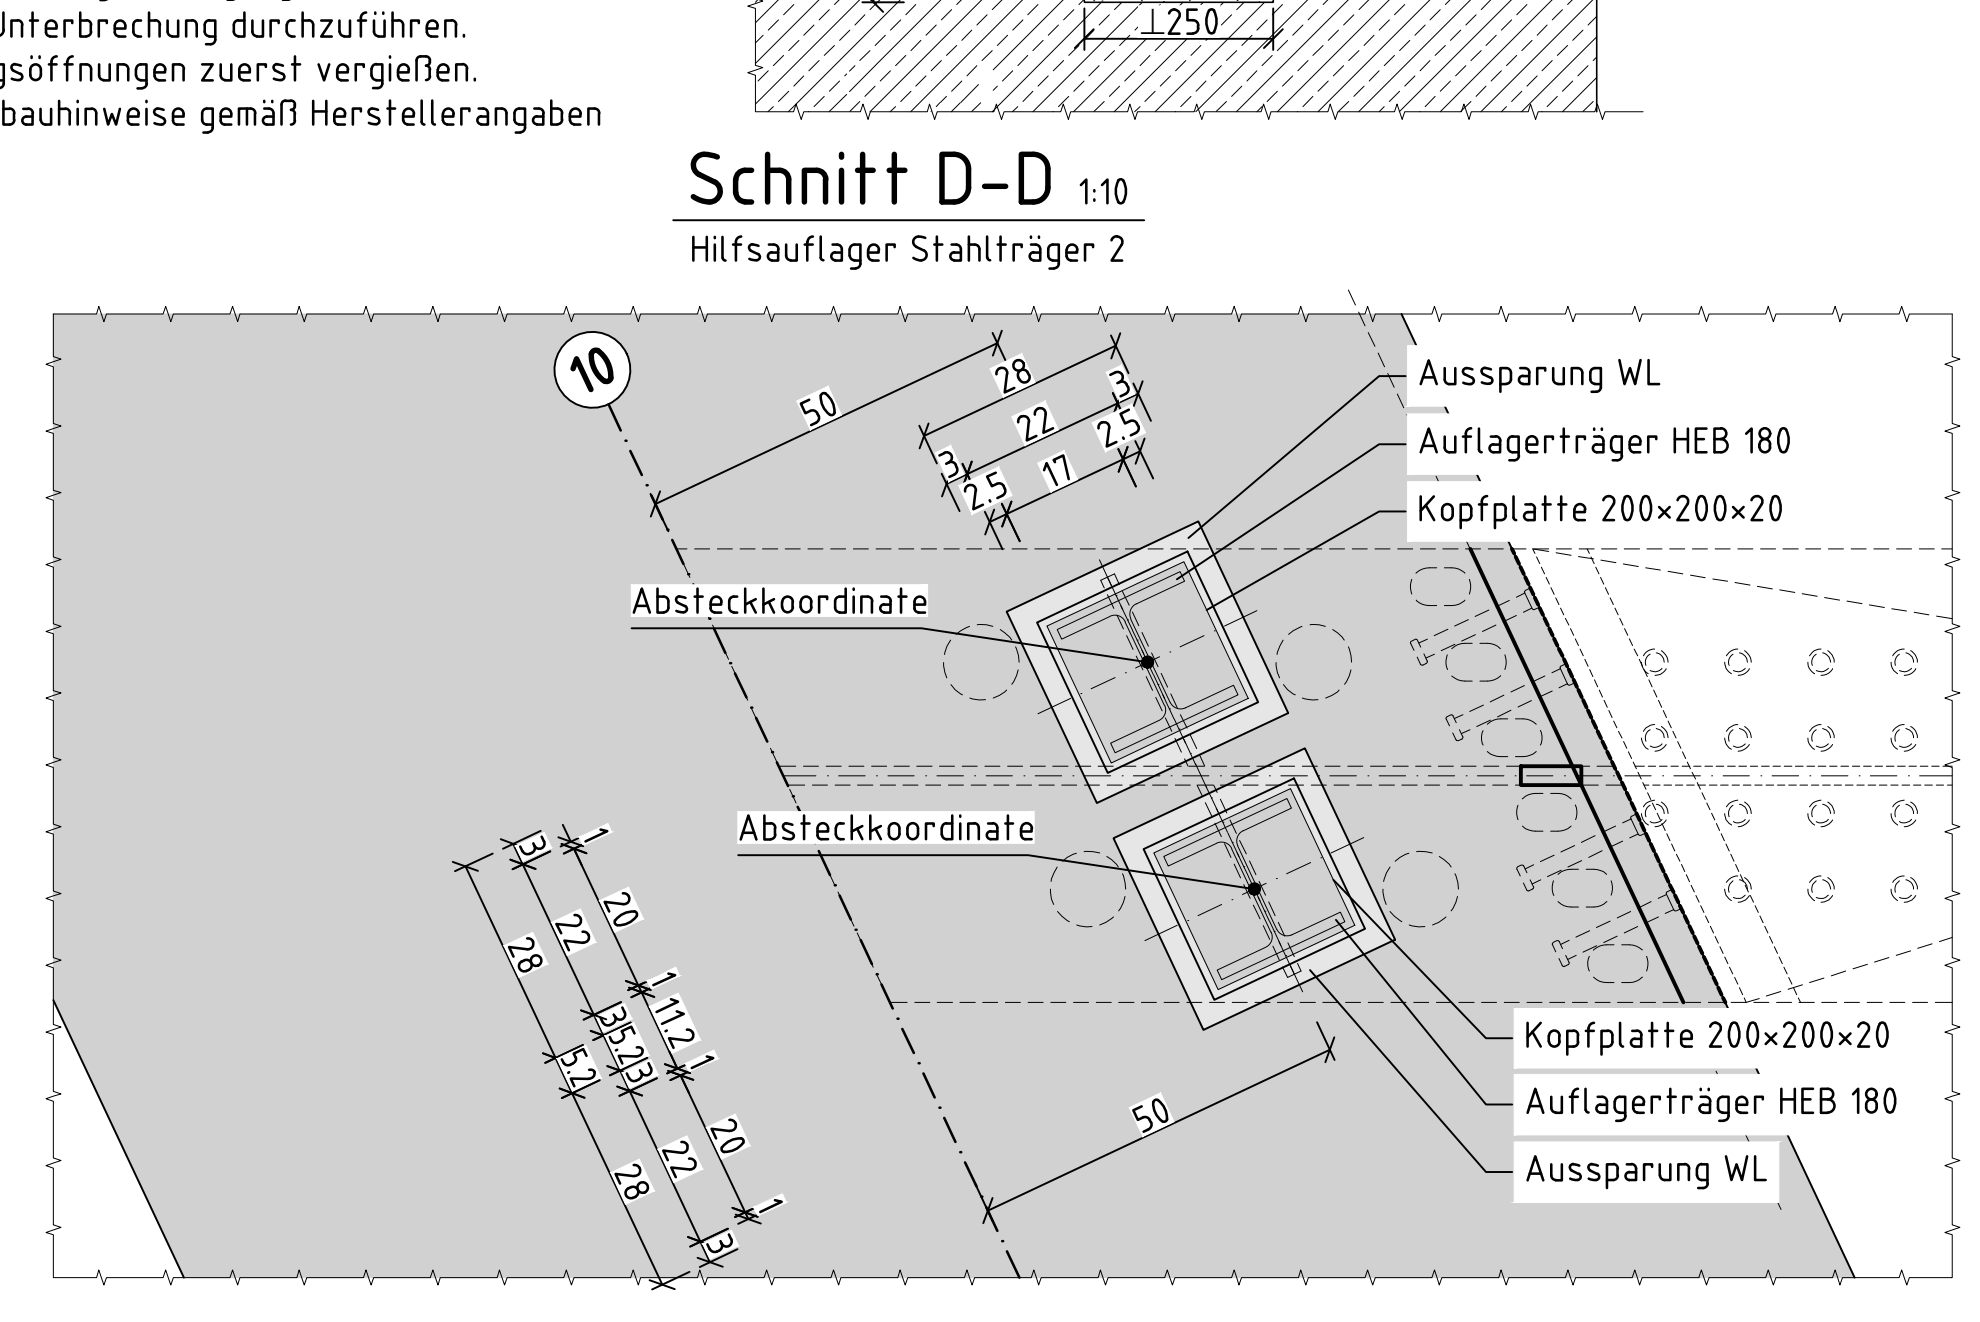 Unterbrechung durchzuführen.
gsöffnungen zuerst vergießen.
bauhinweise gemäß Herstellerangaben
⊥250
Schnitt D-D 1:10
Hilfsauflager Stahlträger 2
10
50
28
3
22
2.5
3
17
2.5
Aussparung WL
Auflagerträger HEB 180
Kopfplatte 200×200×20
Absteckkoordinate
Absteckkoordinate
3
1
20
22
28
1
3
11.2
5.2
5.2
3
1
20
22
28
1
3
50
Kopfplatte 200×200×20
Auflagerträger HEB 180
Aussparung WL